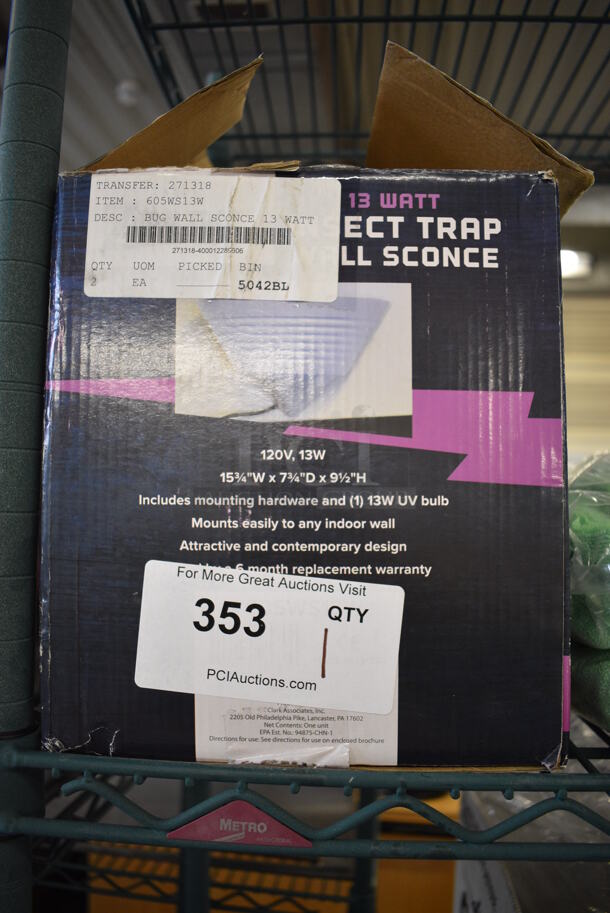 TRANSFER: 271318
ITEM : 605WS13W
DESC : BUG WALL SCONCE 13 WATT
271318-400012289606
QTY UOM PICKED BIN
2 EA 5042BL
13 WATT
SECT TRAP
LL SCONCE
120V, 13W
15¾"W x 7¾"D x 9½"H
Includes mounting hardware and (1) 13W UV bulb
Mounts easily to any indoor wall
Attractive and contemporary design
6 month replacement warranty
For More Great Auctions Visit
353
QTY
1
PCIAuctions.com
Clark Associates, Inc.
2205 Old Philadelphia Pike, Lancaster, PA 17602
Net Contents: One unit
EPA Est. No.: 94875-CHN-1
Directions for use: See directions for use on enclosed brochure
METRO